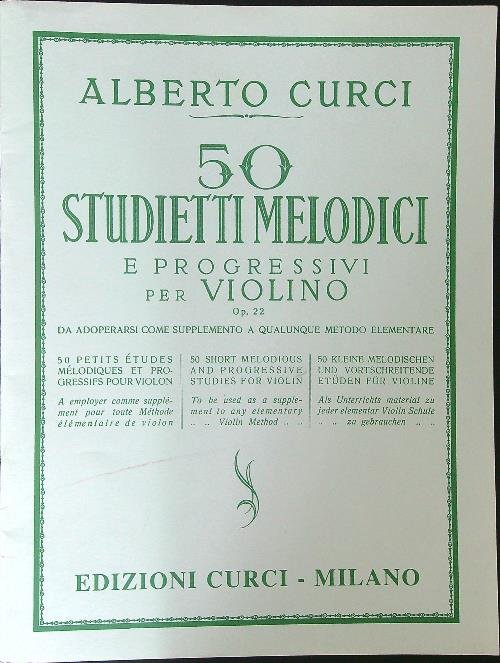 ALBERTO CURCI
50
STUDIETTI MELODICI
E PROGRESSIVI
PER VIOLINO
Op. 22
DA ADOPERARSI COME SUPPLEMENTO A QUALUNQUE METODO ELEMENTARE
50 PETITS ÉTUDES
MÉLODIQUES ET PRO-
GRESSIFS POUR VIOLON
A employer comme supplé-
ment pour toute Méthode
élémentaire de violon
50 SHORT MELODIOUS
AND PROGRESSIVE
STUDIES FOR VIOLIN
To be used as a supple-
ment to any elementary
.. .. Violin Method .. ..
50 KLEINE MELODISCHEN
UND VORTSCHREITENDE
ETÜDEN FÜR VIOLINE
Als Unterrichts material zu
jeder elementar Violin Schule
.. .. zu gebrauchen .. ..
EDIZIONI CURCI - MILANO